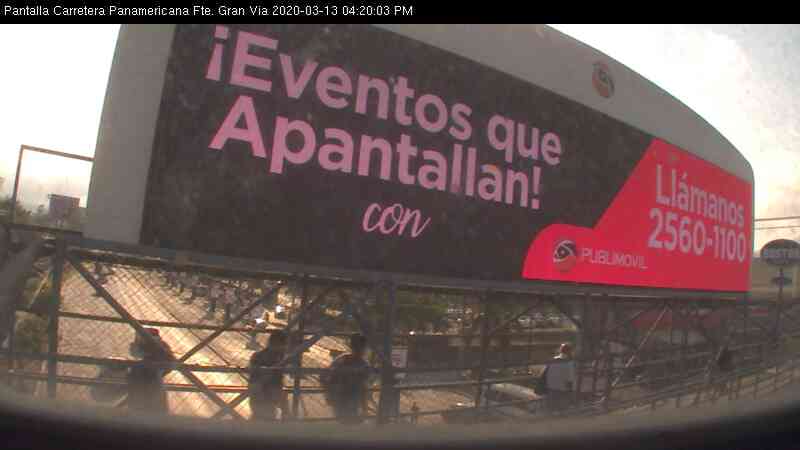 Pantalla Carretera Panamericana Fte. Gran Via 2020-03-13 04:20:03 PM
¡Eventos que
Apantallan!
con
Llámanos
2560-1100
PUBLIMOVIL